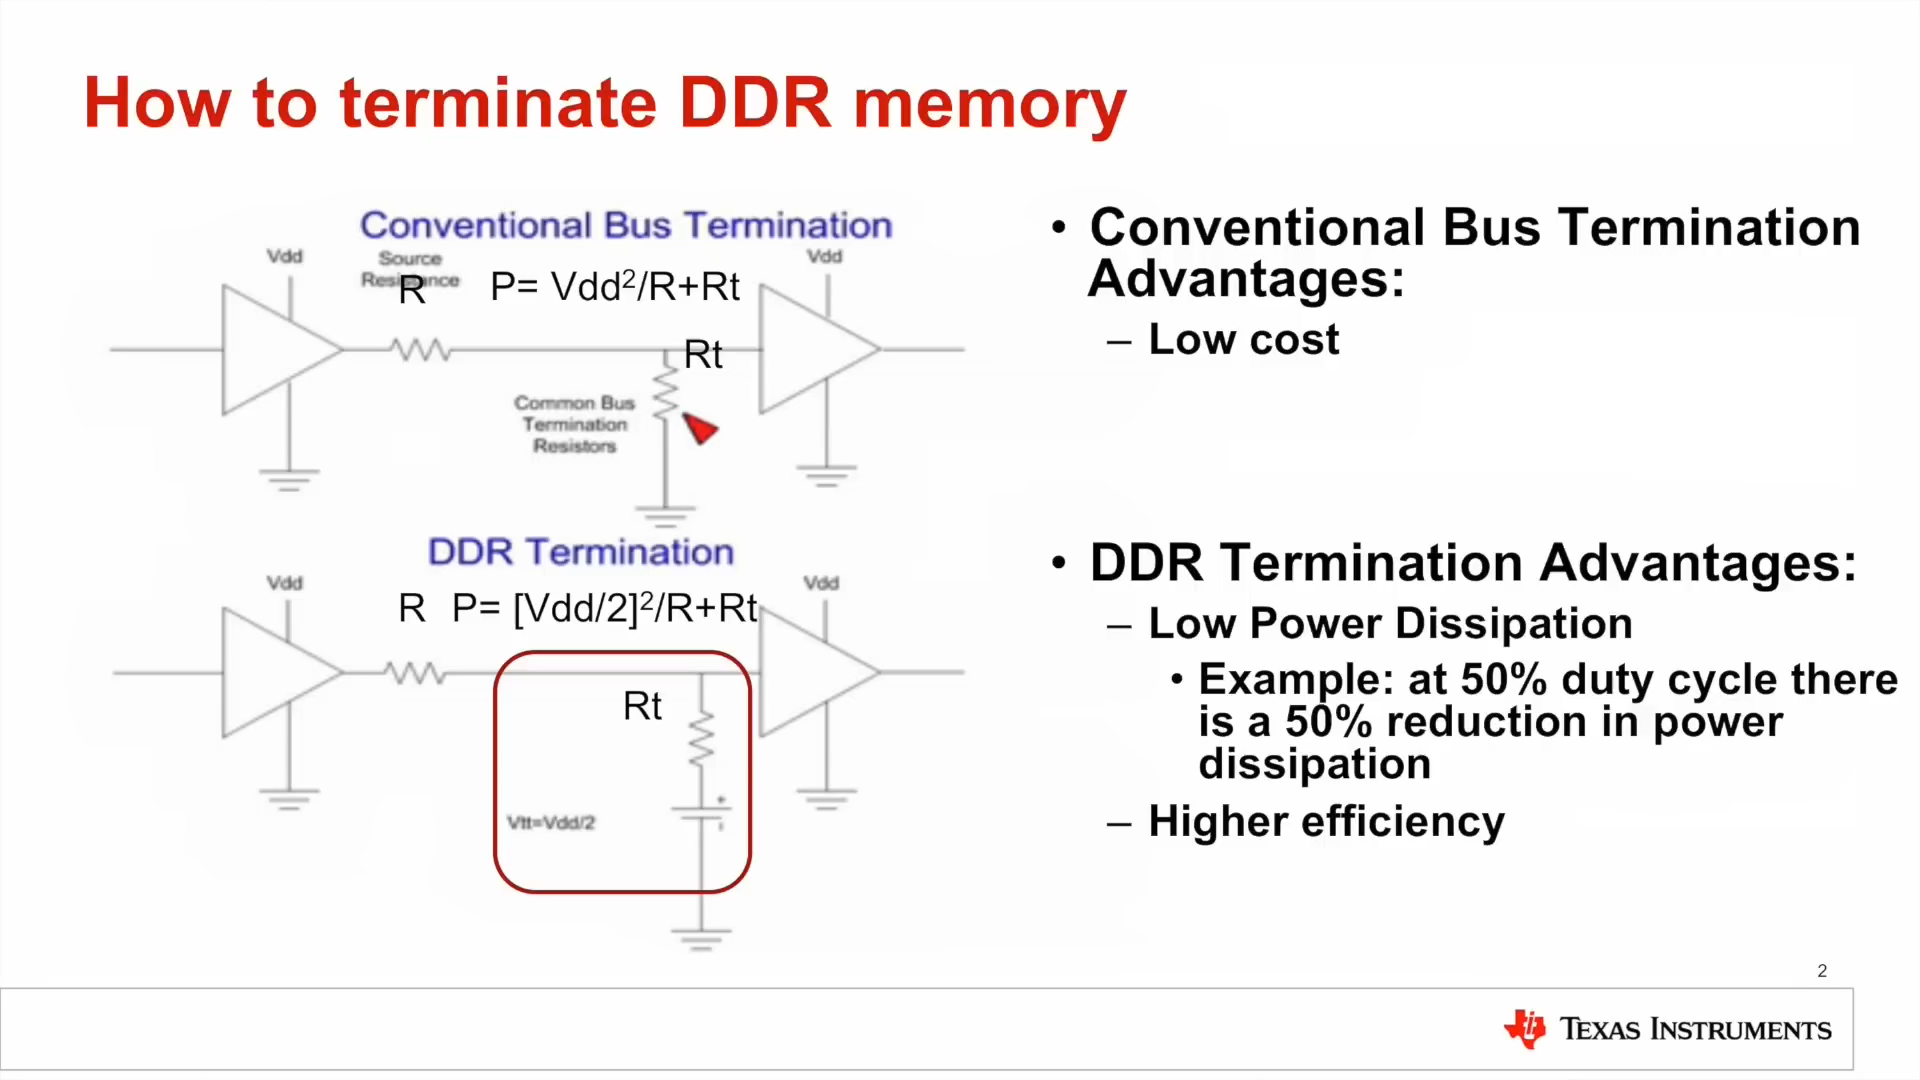 How to terminate DDR memory
Conventional Bus Termination
Vdd
Source
Resistance
R
P= Vdd²/R+Rt
Vdd
Rt
Common Bus
Termination
Resistors
DDR Termination
Vdd
R P= [Vdd/2]²/R+Rt
Vdd
Rt
+
Vtt=Vdd/2
• Conventional Bus Termination
Advantages:
– Low cost
• DDR Termination Advantages:
– Low Power Dissipation
• Example: at 50% duty cycle there
is a 50% reduction in power
dissipation
– Higher efficiency
2
TEXAS INSTRUMENTS